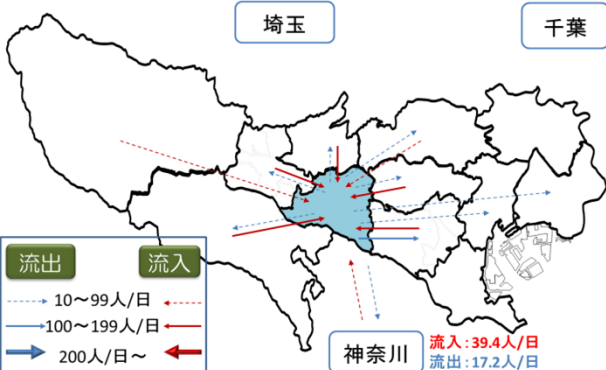 埼玉
千葉
流出 流入
10～99人/日
100～199人/日
200人/日～
神奈川
流入:39.4人/日
流出:17.2人/日